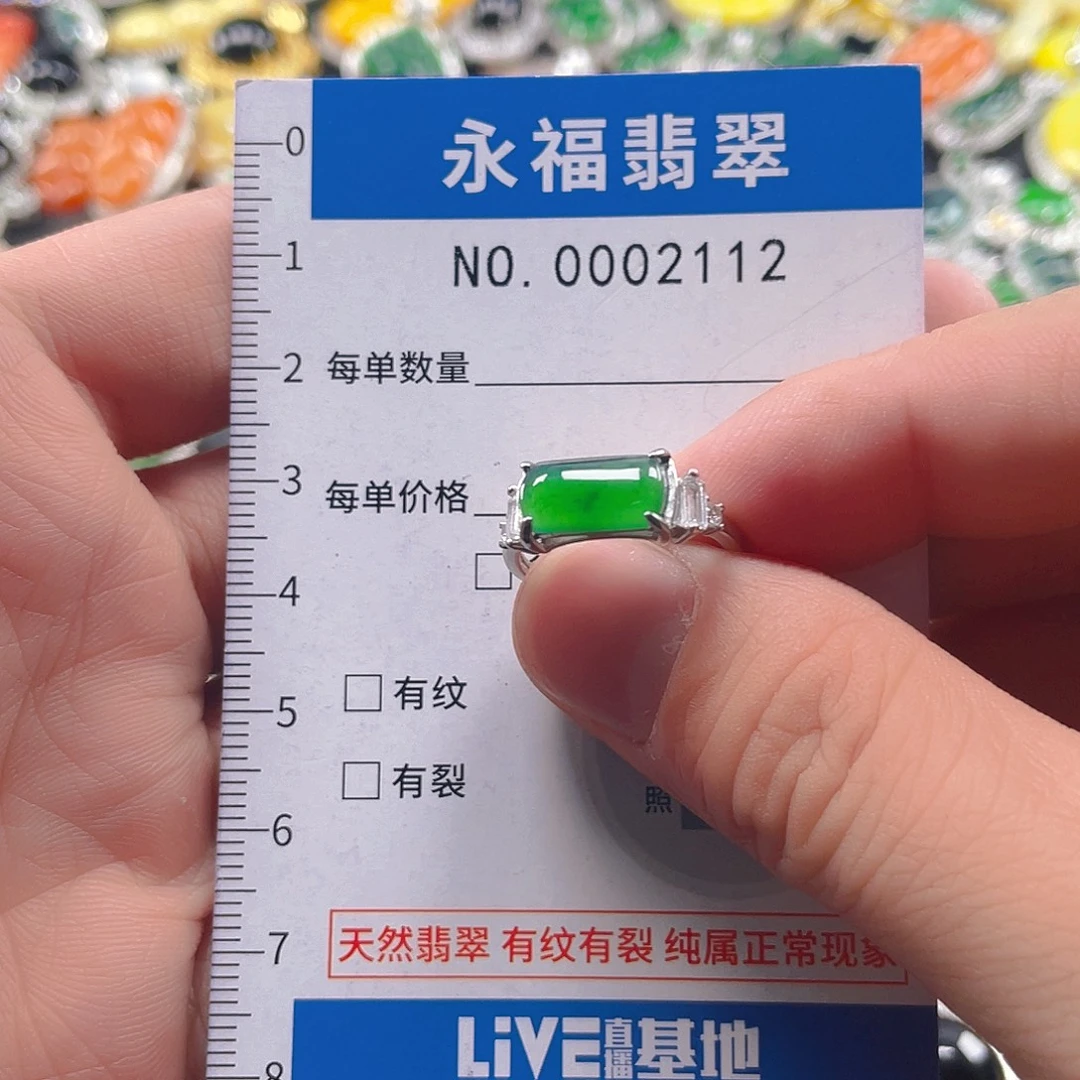 永福翡翠
0
NO. 0002112
1
2 每单数量
3 每单价格
4
有纹
5
有裂
照
6
7 天然翡翠 有纹有裂 纯属正常现象
LiVE直播基地
8